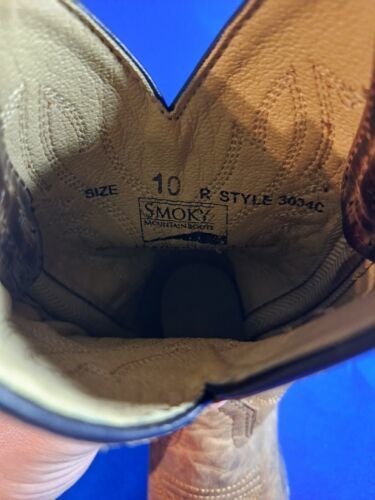 SIZE 10 R STYLE 3034C
SMOKY
MOUNTAIN BOOTS